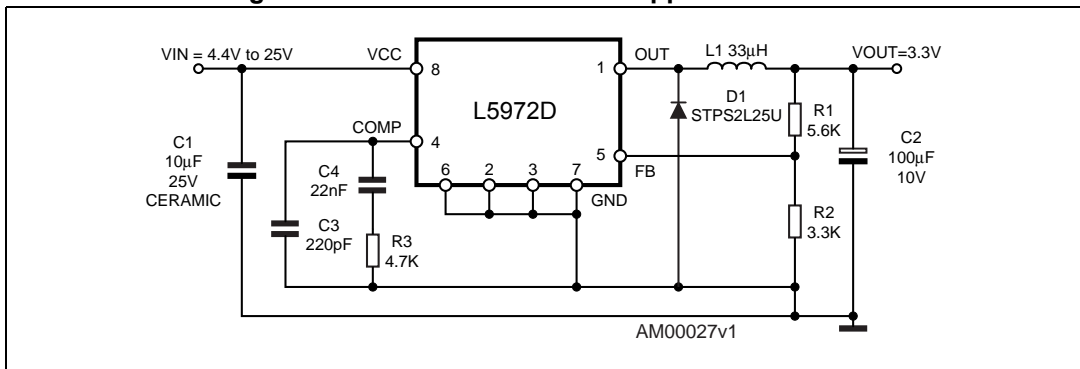 VIN = 4.4V to 25V
VCC
8
1
OUT
L1 33µH
VOUT=3.3V
L5972D
D1
STPS2L25U
R1
5.6K
COMP
4
5
FB
C1
10µF
25V
CERAMIC
C4
22nF
6
2
3
7
GND
C2
100µF
10V
C3
220pF
R3
4.7K
R2
3.3K
AM00027v1